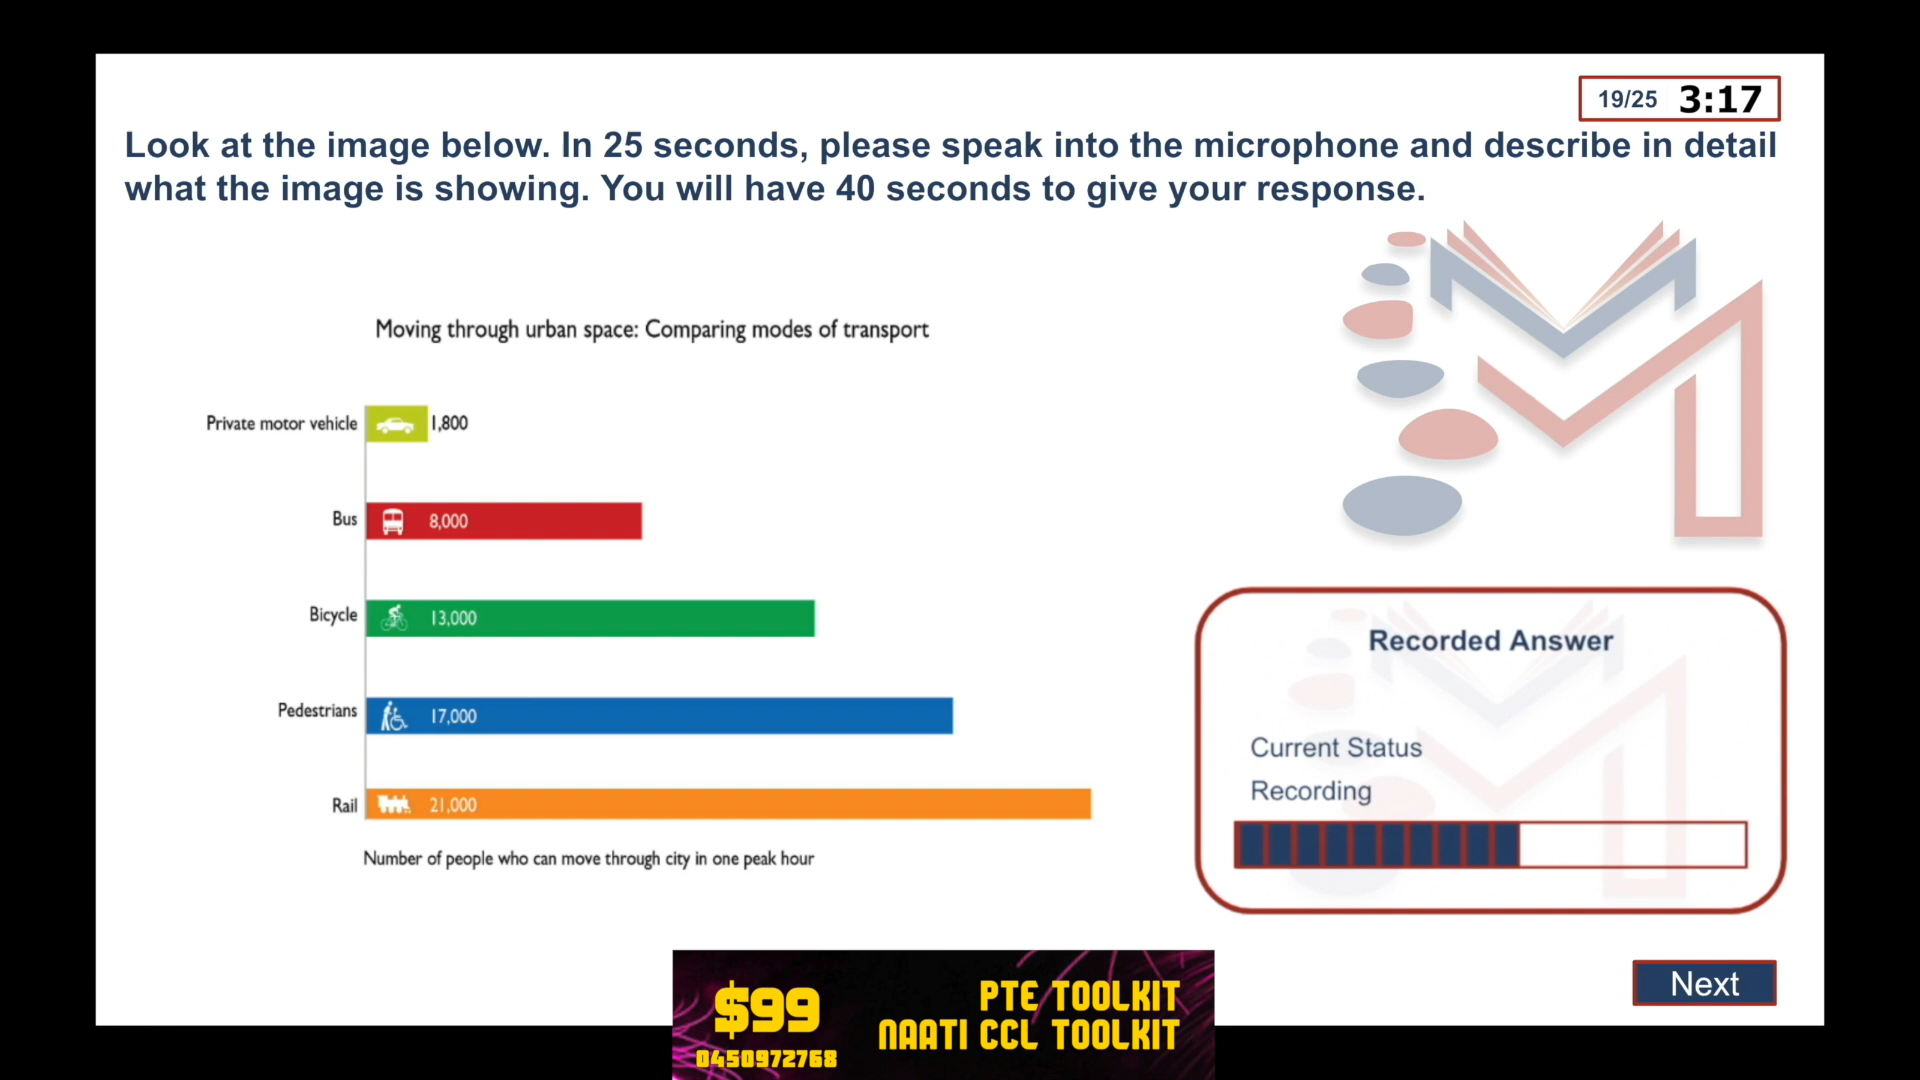 19/25 3:17
Look at the image below. In 25 seconds, please speak into the microphone and describe in detail
what the image is showing. You will have 40 seconds to give your response.
Moving through urban space: Comparing modes of transport
Private motor vehicle 1,800
Bus 8,000
Bicycle 13,000
Pedestrians 17,000
Rail 21,000
Number of people who can move through city in one peak hour
Recorded Answer
Current Status
Recording
Next
$99
0450972768
PTE TOOLKIT
NAATI CCL TOOLKIT